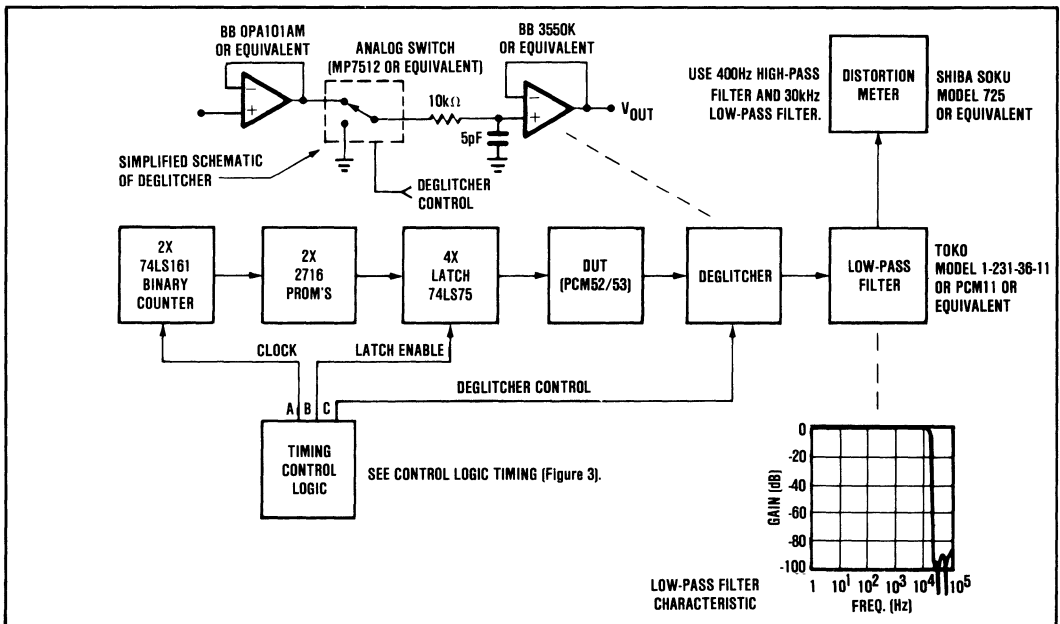 BB OPA101AM
OR EQUIVALENT
ANALOG SWITCH
(MP7512 OR EQUIVALENT)
BB 3550K
OR EQUIVALENT
−
+
10kΩ
5pF
−
+
VOUT
SIMPLIFIED SCHEMATIC
OF DEGLITCHER
DEGLITCHER
CONTROL
USE 400Hz HIGH-PASS
FILTER AND 30kHz
LOW-PASS FILTER.
DISTORTION
METER
SHIBA SOKU
MODEL 725
OR EQUIVALENT
2X
74LS161
BINARY
COUNTER
2X
2716
PROM'S
4X
LATCH
74LS75
DUT
(PCM52/53)
DEGLITCHER
LOW-PASS
FILTER
TOKO
MODEL 1-231-36-11
OR PCM11 OR
EQUIVALENT
CLOCK
LATCH ENABLE
DEGLITCHER CONTROL
A B C
TIMING
CONTROL
LOGIC
SEE CONTROL LOGIC TIMING (Figure 3).
GAIN (dB)
0
-20
-40
-60
-80
-100
1 10¹ 10² 10³ 10⁴ 10⁵
FREQ. (Hz)
LOW-PASS FILTER
CHARACTERISTIC